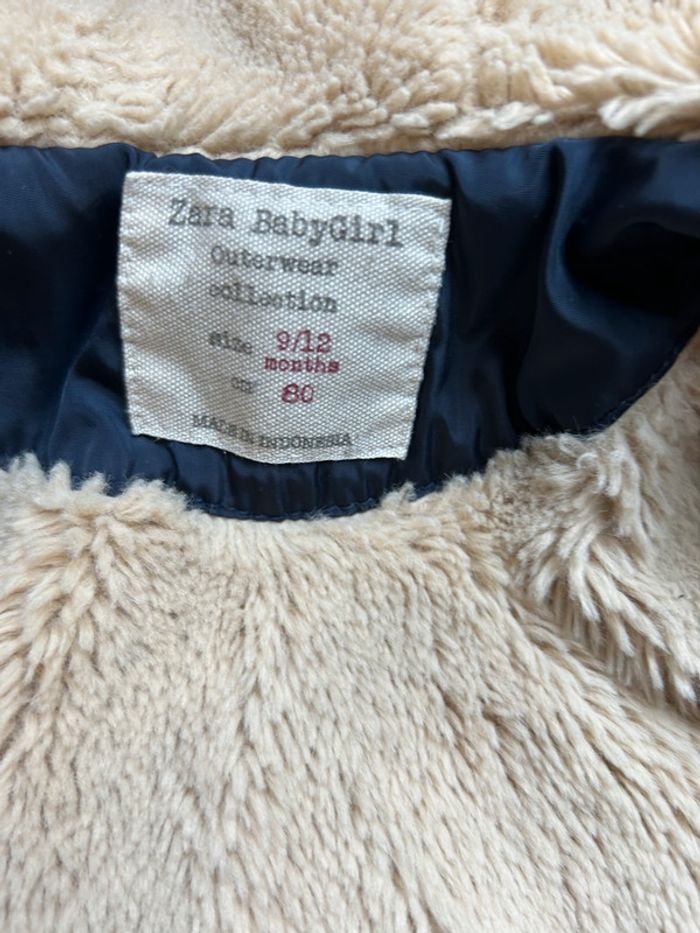 Zara BabyGirl
Outerwear
collection
size 9/12
months
cm 80
MADE IN INDONESIA